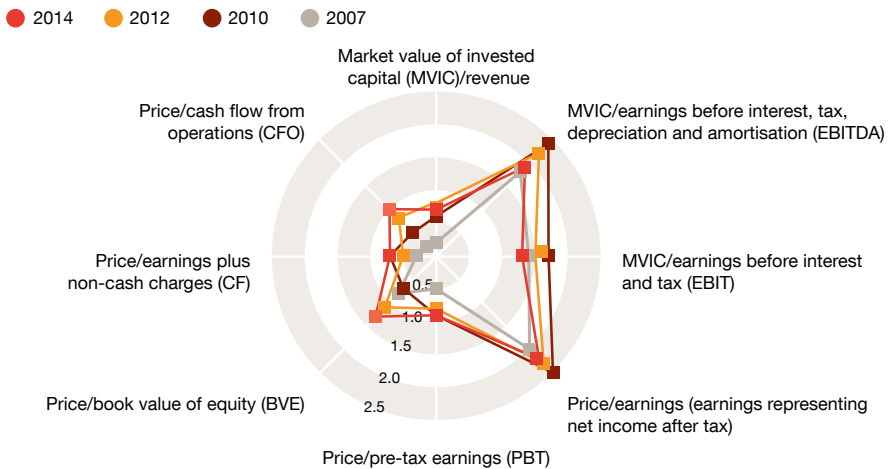 2014 2012 2010 2007
Market value of invested
capital (MVIC)/revenue
Price/cash flow from
operations (CFO)
MVIC/earnings before interest, tax,
depreciation and amortisation (EBITDA)
Price/earnings plus
non-cash charges (CF)
MVIC/earnings before interest
and tax (EBIT)
0.5
1.0
1.5
2.0
2.5
Price/book value of equity (BVE)
Price/earnings (earnings representing
net income after tax)
Price/pre-tax earnings (PBT)